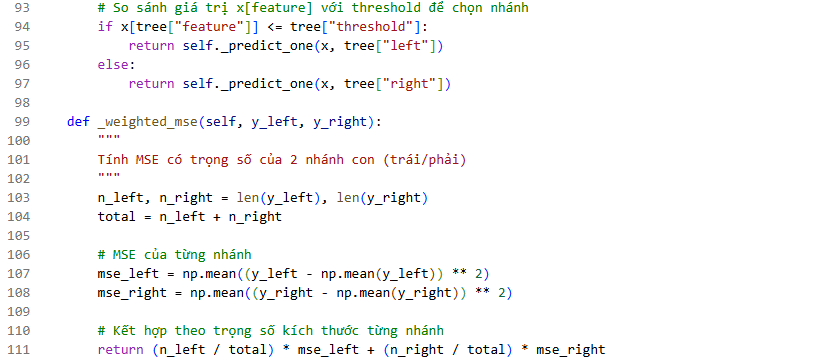 93 # So sánh giá trị x[feature] với threshold để chọn nhánh
94 if x[tree["feature"]] <= tree["threshold"]:
95 return self._predict_one(x, tree["left"])
96 else:
97 return self._predict_one(x, tree["right"])
98
99 def _weighted_mse(self, y_left, y_right):
100 """
101 Tính MSE có trọng số của 2 nhánh con (trái/phải)
102 """
103 n_left, n_right = len(y_left), len(y_right)
104 total = n_left + n_right
105
106 # MSE của từng nhánh
107 mse_left = np.mean((y_left - np.mean(y_left)) ** 2)
108 mse_right = np.mean((y_right - np.mean(y_right)) ** 2)
109
110 # Kết hợp theo trọng số kích thước từng nhánh
111 return (n_left / total) * mse_left + (n_right / total) * mse_right